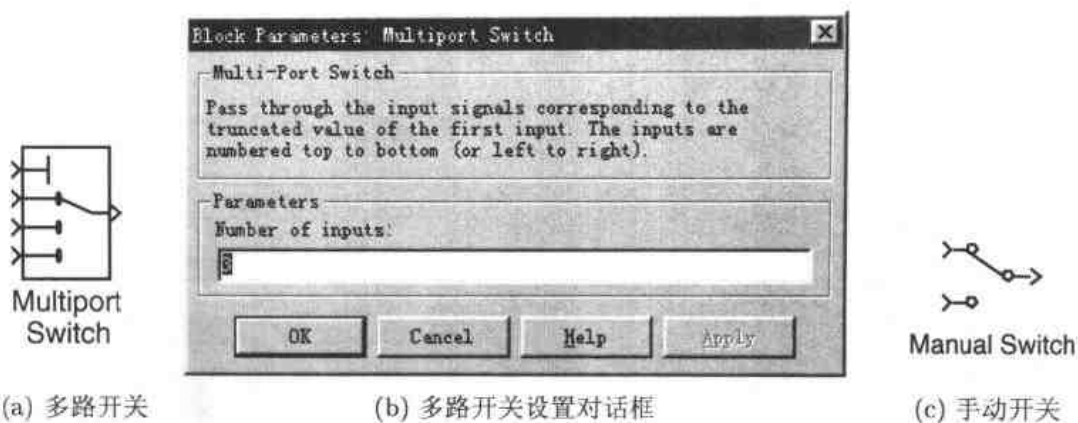 Block Parameters: Multiport Switch
Multi-Port Switch
Pass through the input signals corresponding to the
truncated value of the first input. The inputs are
numbered top to bottom (or left to right).
Parameters
Number of inputs:
3
OK Cancel Help Apply
Multiport
Switch
Manual Switch
(a) 多路开关
(b) 多路开关设置对话框
(c) 手动开关